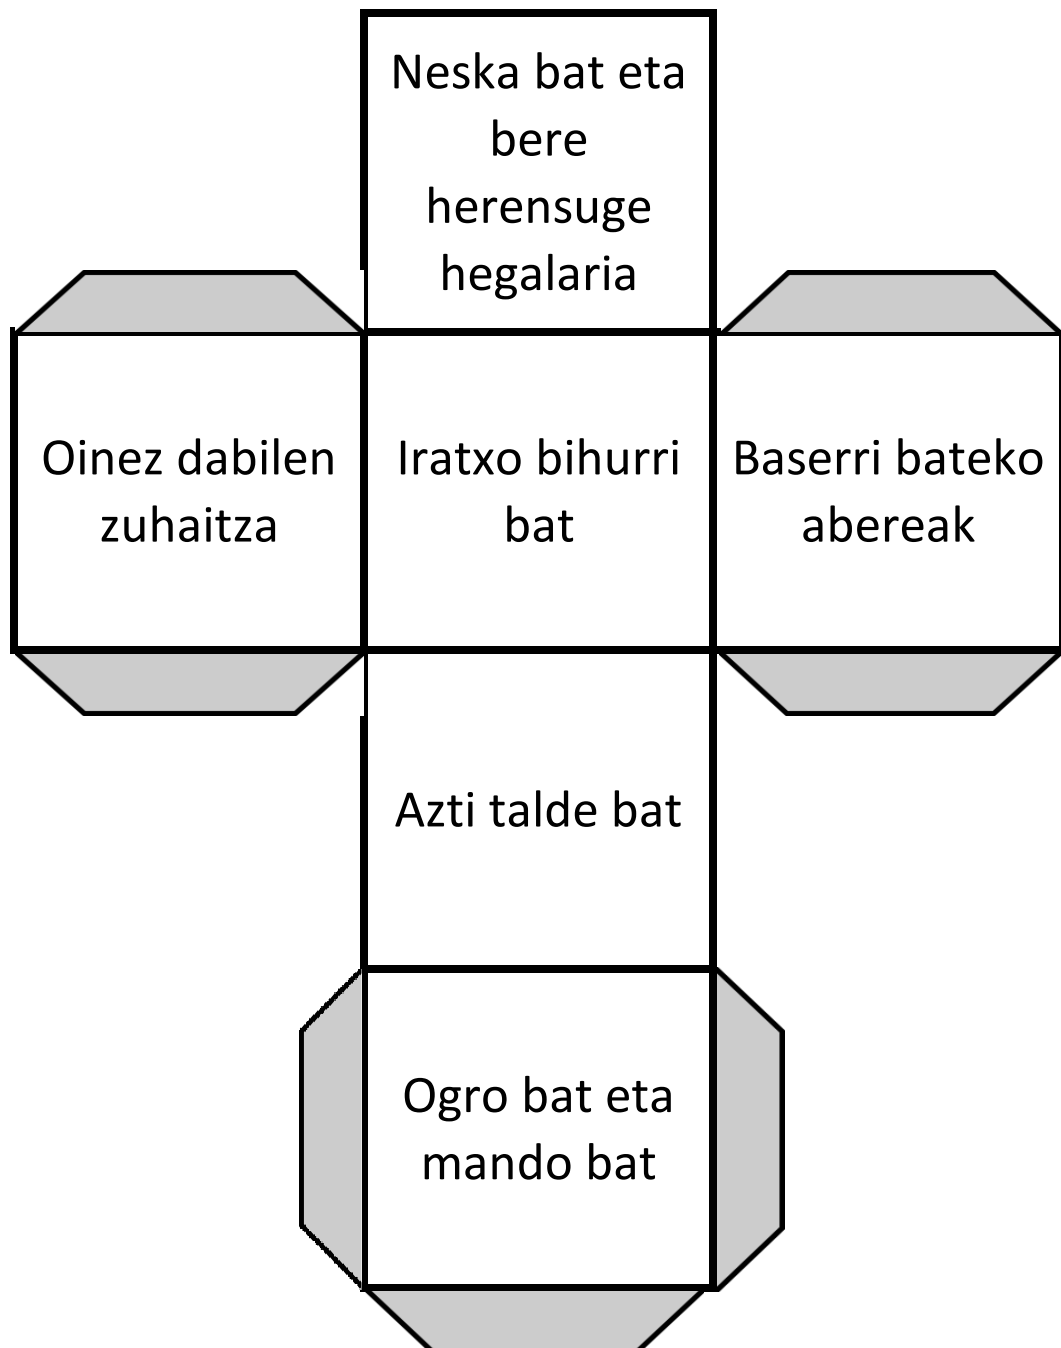 Neska bat eta
bere
herensuge
hegalaria
Oinez dabilen
zuhaitza
Iratxo bihurri
bat
Baserri bateko
abereak
Azti talde bat
Ogro bat eta
mando bat